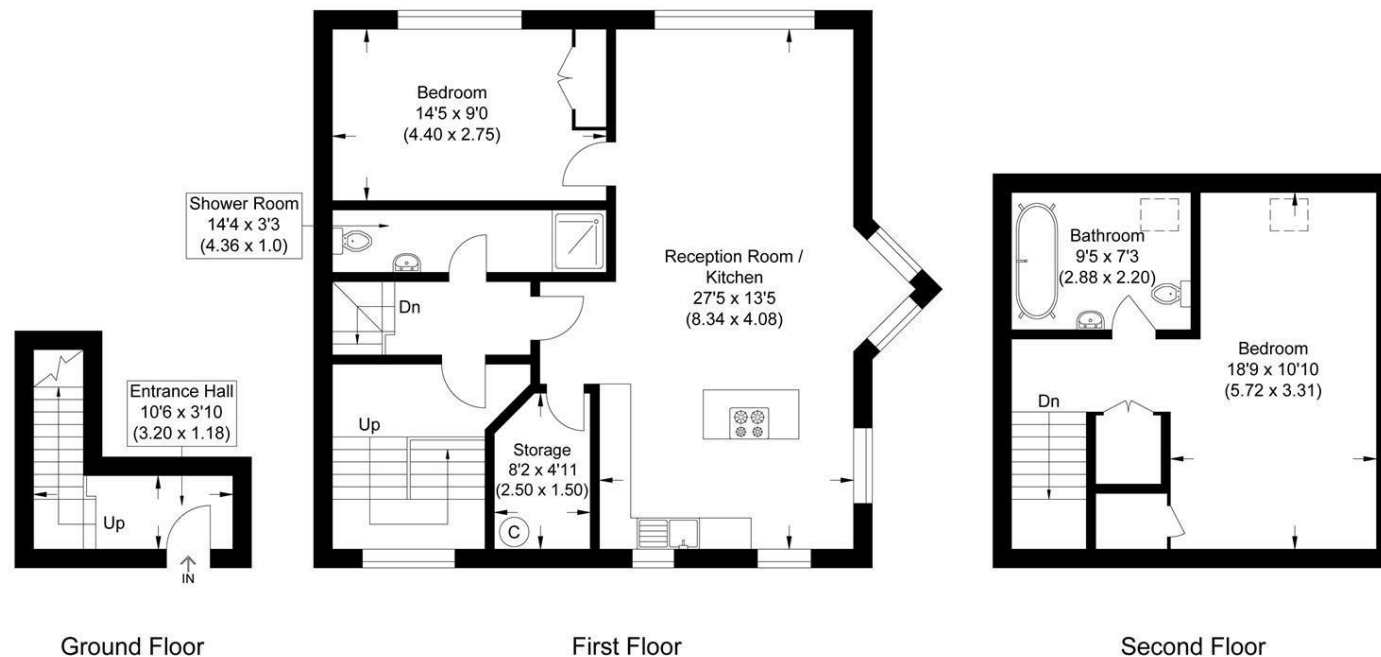 Bedroom
14'5 x 9'0
(4.40 x 2.75)
Shower Room
14'4 x 3'3
(4.36 x 1.0)
Reception Room /
Kitchen
27'5 x 13'5
(8.34 x 4.08)
Dn
Up
Storage
8'2 x 4'11
(2.50 x 1.50)
C
Entrance Hall
10'6 x 3'10
(3.20 x 1.18)
Up
IN
Bathroom
9'5 x 7'3
(2.88 x 2.20)
Bedroom
18'9 x 10'10
(5.72 x 3.31)
Dn
Ground Floor
First Floor
Second Floor